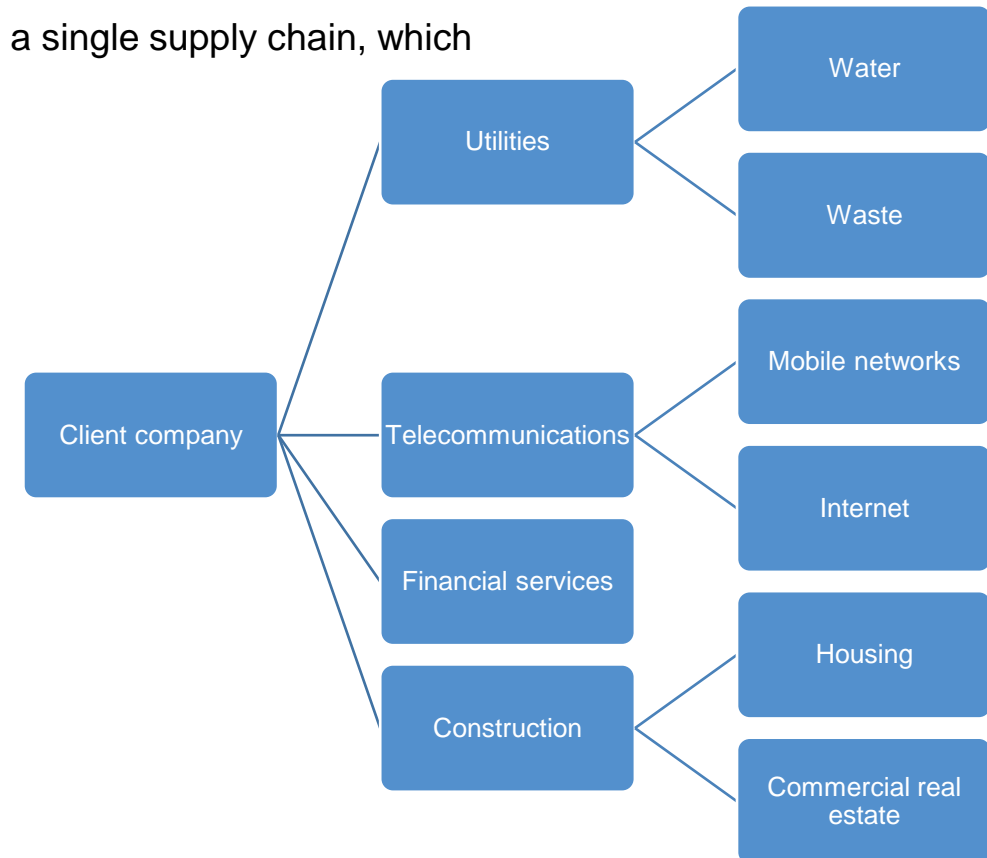 a single supply chain, which
Water
Utilities
Waste
Mobile networks
Client company
Telecommunications
Internet
Financial services
Housing
Construction
Commercial real
estate